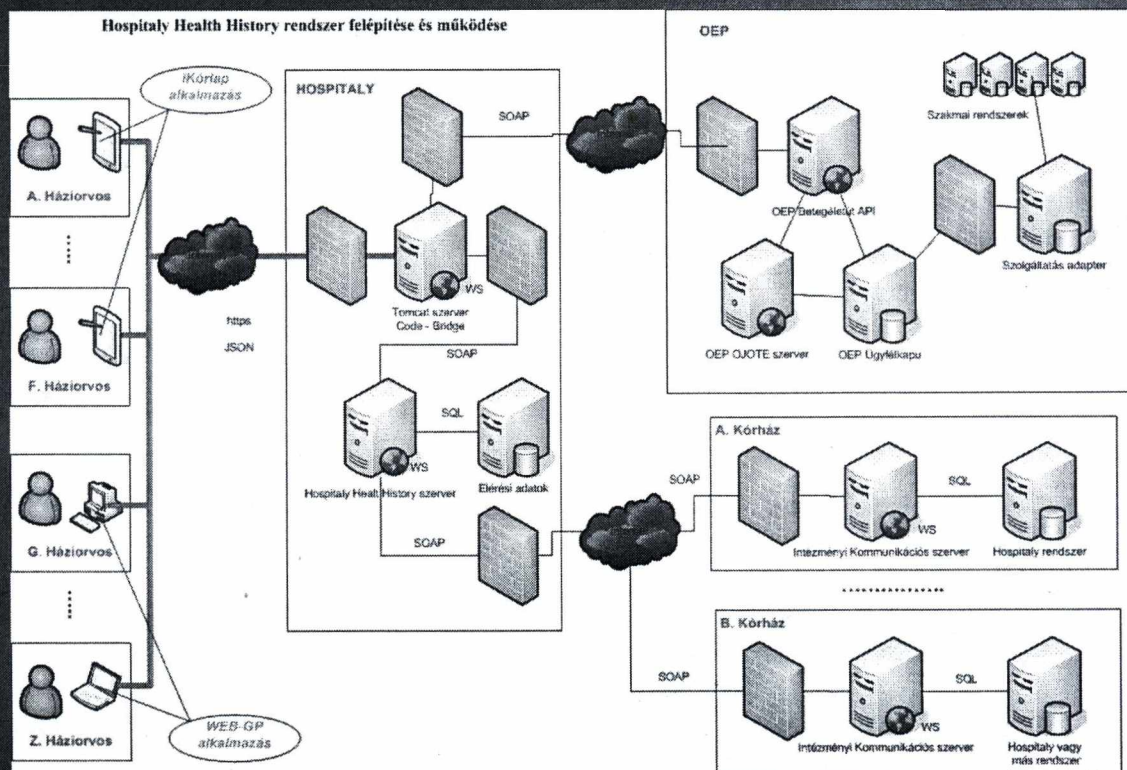 Hospitaly Health History rendszer felépítése és működése
iKórlap
alkalmazás
A. Háziorvos
F. Háziorvos
G. Háziorvos
Z. Háziorvos
WEB-GP
alkalmazás
https
JSON
HOSPITALY
SOAP
WS
Tomcat szerver
Code - Bridge
SOAP
SQL
WS
Hospitaly Healt History szerver
Elérési adatok
SOAP
OEP
Szakmai rendszerek
OEP Betegéletút API
Szolgáltatás adapter
OEP OJOTE szerver
OEP Ügyfélkapu
A. Kórház
SOAP
SQL
WS
Intézményi Kommunikációs szerver
Hospitaly rendszer
B. Kórház
SOAP
SQL
WS
Intézményi Kommunikációs szerver
Hospitaly vagy
más rendszer